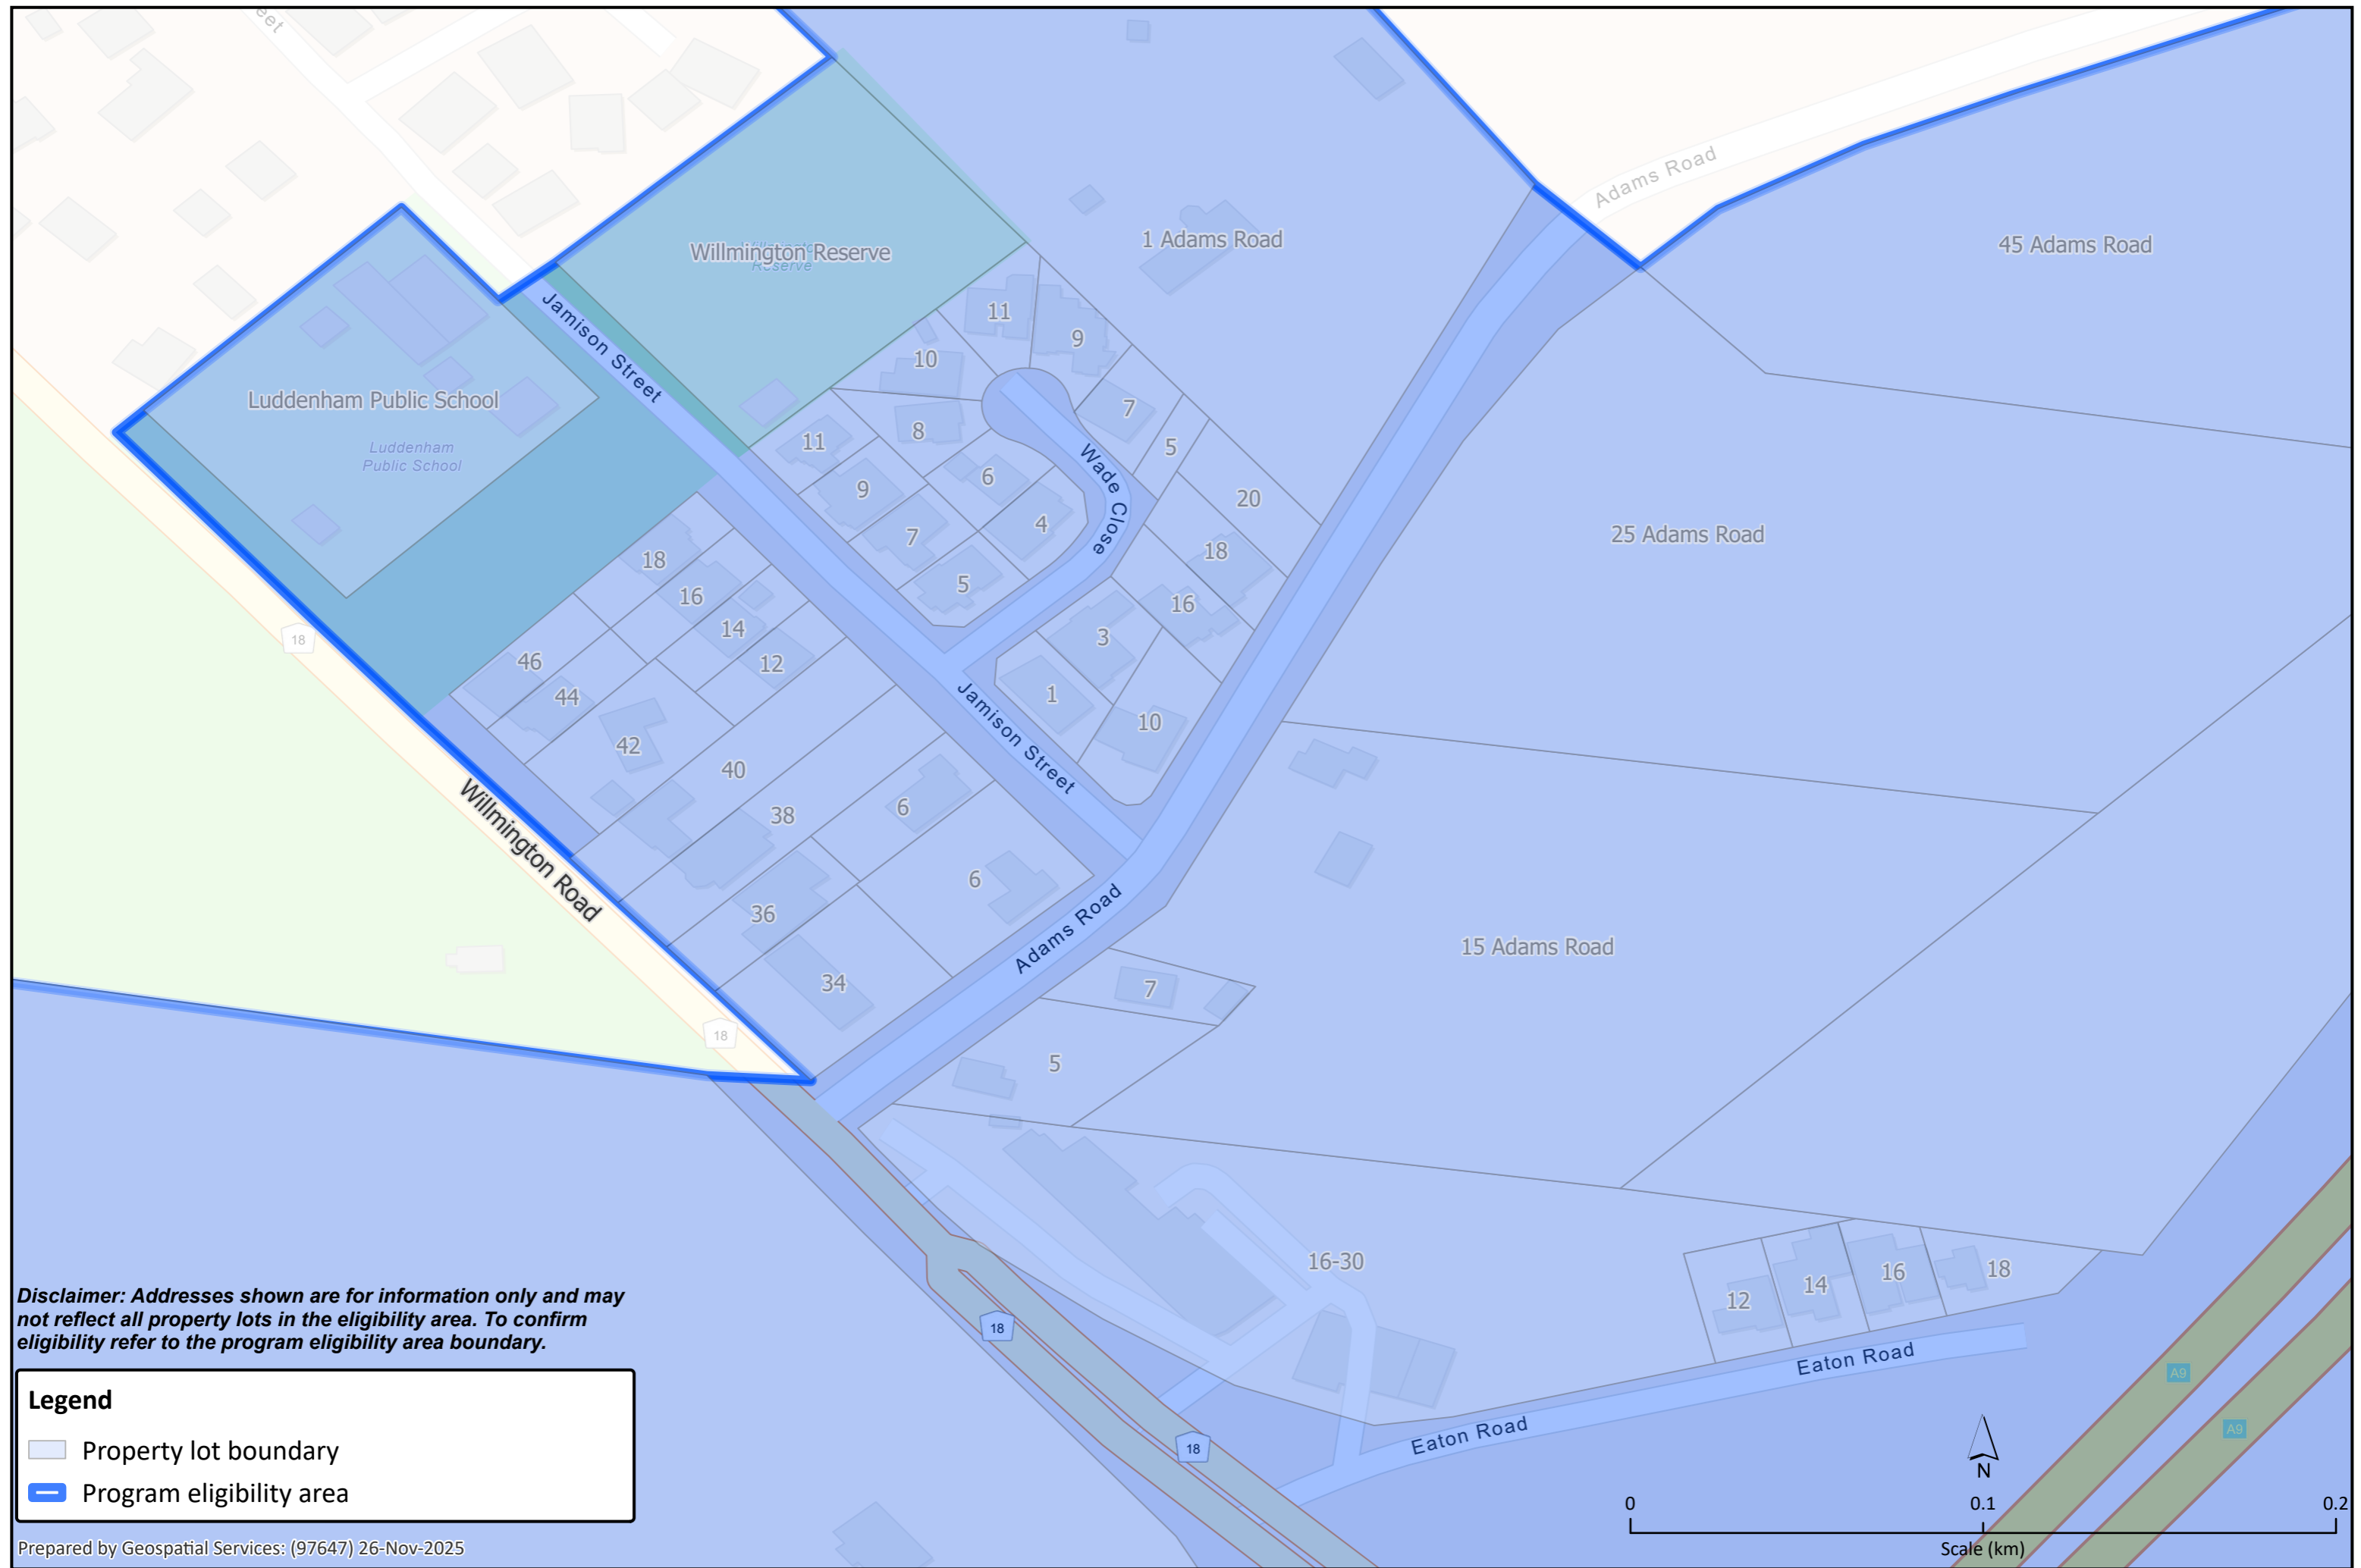 eet
Adams Road
45 Adams Road
1 Adams Road
Willmington Reserve
Reserve
Jamison Street
11
9
10
7
8
5
Luddenham Public School
Luddenham
Public School
11
9
6
4
Wade Close
20
7
5
18
25 Adams Road
18
16
14
12
16
3
1
10
18
46
44
42
40
38
6
Jamison Street
Willmington Road
6
36
34
Adams Road
15 Adams Road
7
5
18
16-30
12
14
16
18
18
18
Eaton Road
Eaton Road
A9
A9
Disclaimer: Addresses shown are for information only and may
not reflect all property lots in the eligibility area. To confirm
eligibility refer to the program eligibility area boundary.
Legend
Property lot boundary
Program eligibility area
Prepared by Geospatial Services: (97647) 26-Nov-2025
N
0 0.1 0.2
Scale (km)